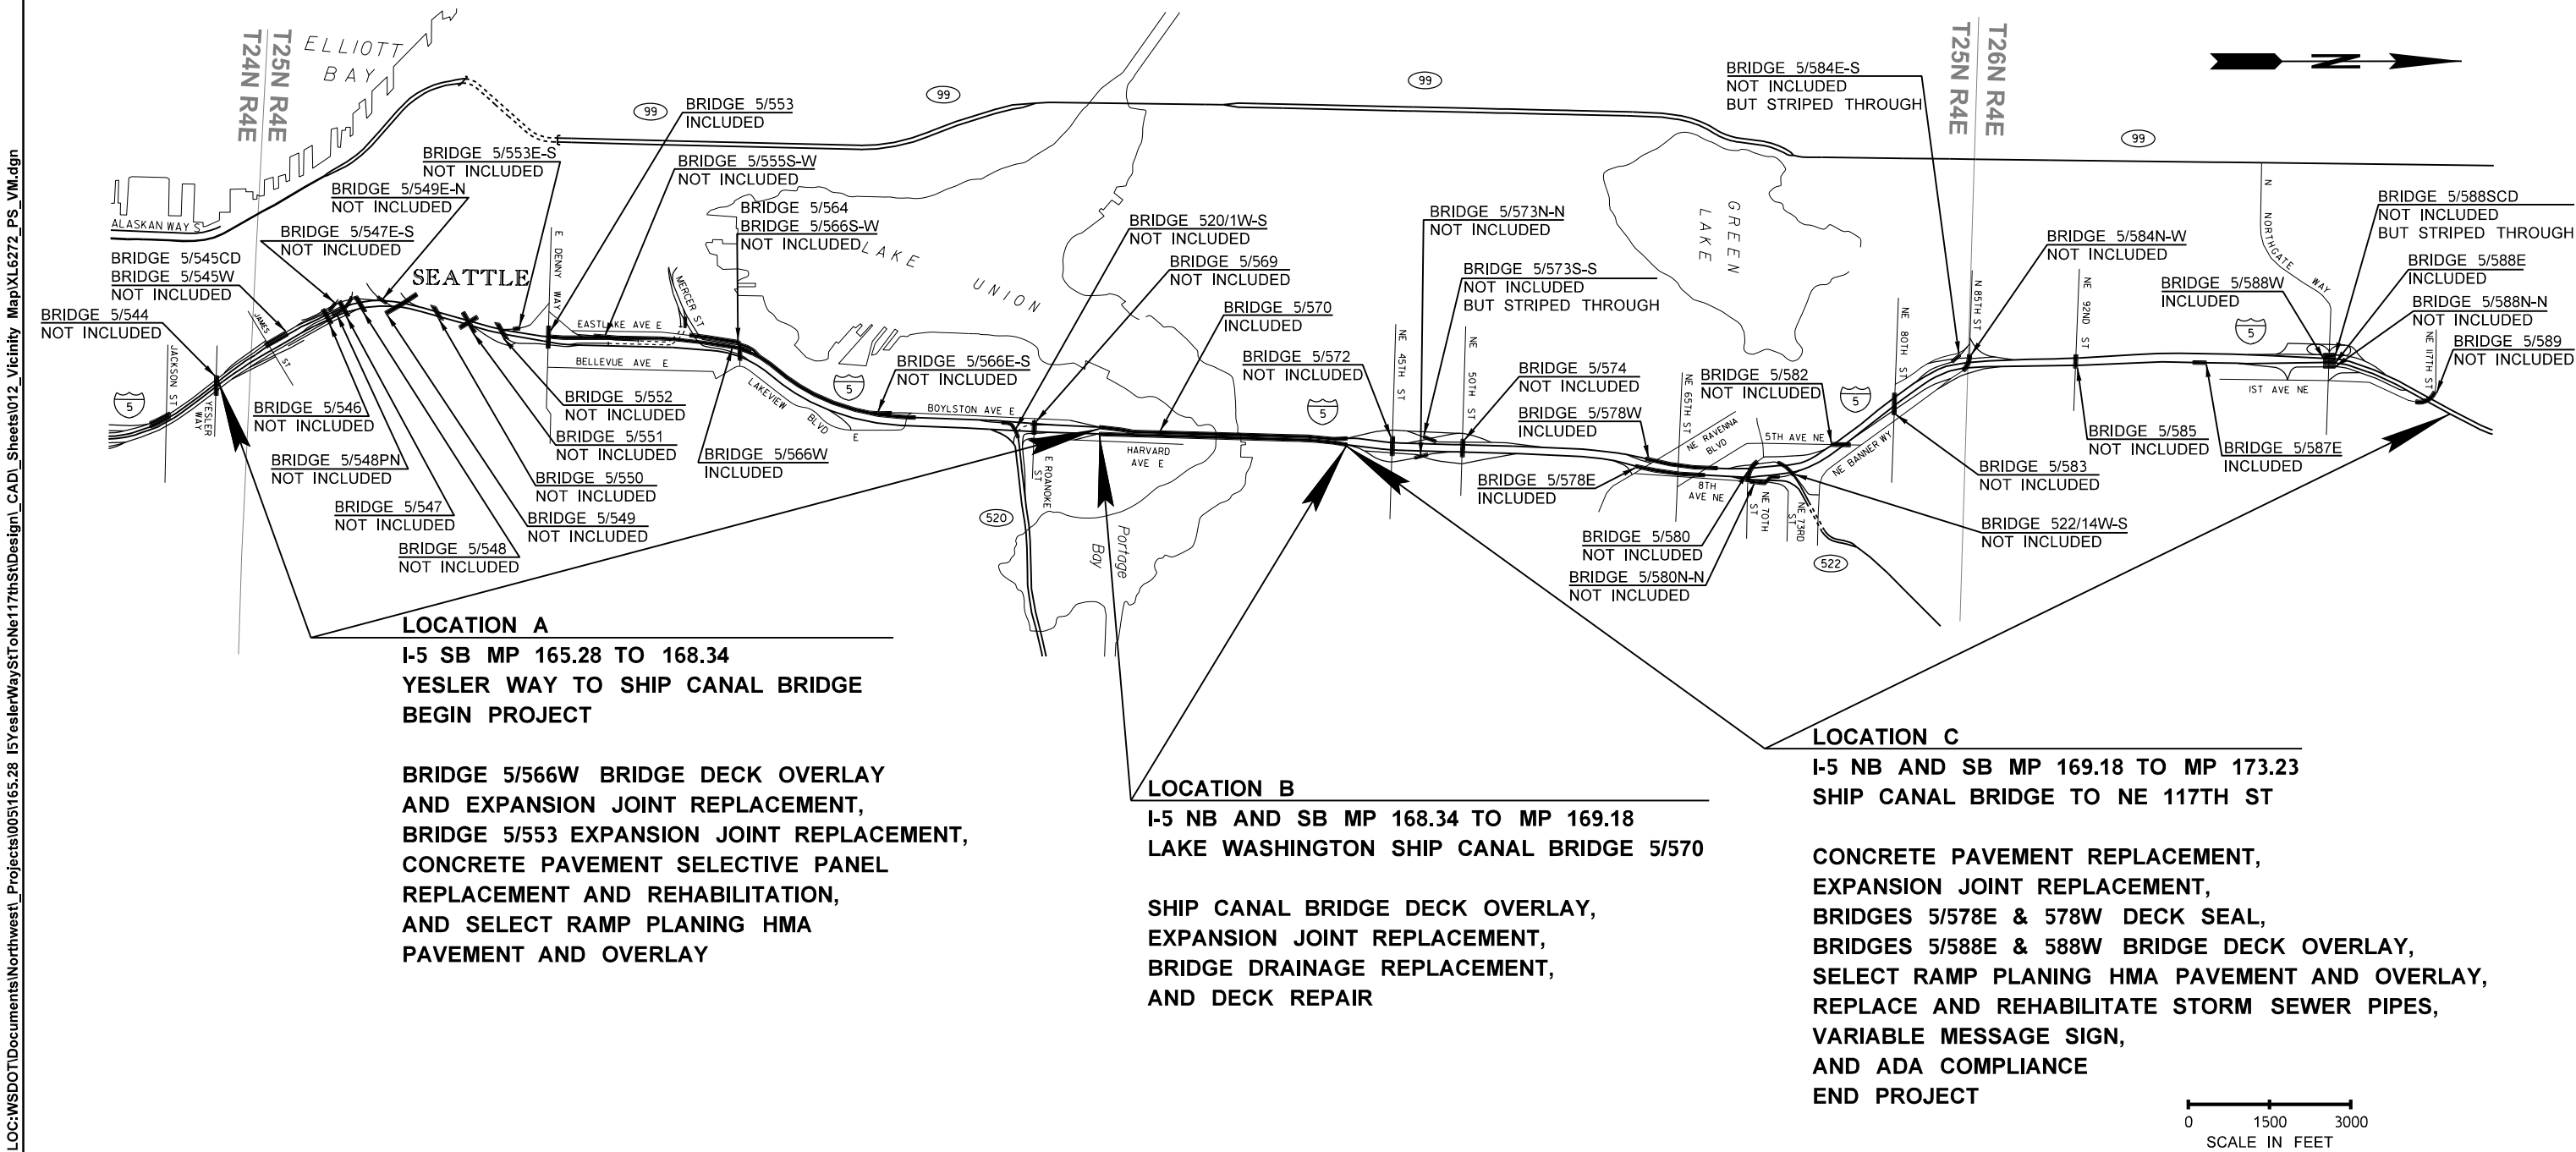 LOC:WSDOT\Documents\Northwest\_Projects\005\165.28 I5YeslerWayStToNe117thSt\Design\_CAD\_Sheets\012_Vicinity Map\XL6272_PS_VM.dgn
T24N R4E
T25N R4E
ELLIOTT
BAY
99
99
99
99
T25N R4E
T26N R4E
N
ALASKAN WAY S
BRIDGE 5/553
INCLUDED
BRIDGE 5/553E-S
NOT INCLUDED
BRIDGE 5/555S-W
NOT INCLUDED
BRIDGE 5/549E-N
NOT INCLUDED
BRIDGE 5/547E-S
NOT INCLUDED
BRIDGE 5/545CD
BRIDGE 5/545W
NOT INCLUDED
BRIDGE 5/544
NOT INCLUDED
SEATTLE
BRIDGE 5/564
BRIDGE 5/566S-W
NOT INCLUDED
LAKE
UNION
BRIDGE 520/1W-S
NOT INCLUDED
BRIDGE 5/569
NOT INCLUDED
BRIDGE 5/570
INCLUDED
BRIDGE 5/572
NOT INCLUDED
BRIDGE 5/573N-N
NOT INCLUDED
BRIDGE 5/573S-S
NOT INCLUDED
BUT STRIPED THROUGH
BRIDGE 5/574
NOT INCLUDED
BRIDGE 5/578W
INCLUDED
BRIDGE 5/578E
INCLUDED
GREEN
LAKE
BRIDGE 5/584E-S
NOT INCLUDED
BUT STRIPED THROUGH
BRIDGE 5/584N-W
NOT INCLUDED
BRIDGE 5/588W
INCLUDED
BRIDGE 5/588SCD
NOT INCLUDED
BUT STRIPED THROUGH
BRIDGE 5/588E
INCLUDED
BRIDGE 5/588N-N
NOT INCLUDED
BRIDGE 5/589
NOT INCLUDED
BRIDGE 5/582
NOT INCLUDED
BRIDGE 5/585
NOT INCLUDED
BRIDGE 5/587E
INCLUDED
BRIDGE 5/583
NOT INCLUDED
BRIDGE 522/14W-S
NOT INCLUDED
BRIDGE 5/580
NOT INCLUDED
BRIDGE 5/580N-N
NOT INCLUDED
BRIDGE 5/566E-S
NOT INCLUDED
BRIDGE 5/566W
INCLUDED
BRIDGE 5/552
NOT INCLUDED
BRIDGE 5/551
NOT INCLUDED
BRIDGE 5/550
NOT INCLUDED
BRIDGE 5/549
NOT INCLUDED
BRIDGE 5/548
NOT INCLUDED
BRIDGE 5/547
NOT INCLUDED
BRIDGE 5/548PN
NOT INCLUDED
BRIDGE 5/546
NOT INCLUDED
JACKSON ST
YESLER
WAY
JAMES
ST
E DENNY WAY
EASTLAKE AVE E
BELLEVUE AVE E
MERCER ST
LAKEVIEW
BLVD
E
BOYLSTON AVE E
E ROANOKE
ST
HARVARD
AVE E
Portage
Bay
NE 45TH ST
NE 50TH ST
NE 65TH ST
NE RAVENNA
BLVD
5TH AVE NE
8TH
AVE NE
NE 70TH
ST
NE 73RD
ST
NE BANNER WY
NE 80TH ST
N 85TH ST
NE 92ND ST
N NORTHGATE WAY
1ST AVE NE
NE 117TH ST
5
5
5
5
5
520
522
LOCATION A
I-5 SB MP 165.28 TO 168.34
YESLER WAY TO SHIP CANAL BRIDGE
BEGIN PROJECT
BRIDGE 5/566W BRIDGE DECK OVERLAY
AND EXPANSION JOINT REPLACEMENT,
BRIDGE 5/553 EXPANSION JOINT REPLACEMENT,
CONCRETE PAVEMENT SELECTIVE PANEL
REPLACEMENT AND REHABILITATION,
AND SELECT RAMP PLANING HMA
PAVEMENT AND OVERLAY
LOCATION B
I-5 NB AND SB MP 168.34 TO MP 169.18
LAKE WASHINGTON SHIP CANAL BRIDGE 5/570
SHIP CANAL BRIDGE DECK OVERLAY,
EXPANSION JOINT REPLACEMENT,
BRIDGE DRAINAGE REPLACEMENT,
AND DECK REPAIR
LOCATION C
I-5 NB AND SB MP 169.18 TO MP 173.23
SHIP CANAL BRIDGE TO NE 117TH ST
CONCRETE PAVEMENT REPLACEMENT,
EXPANSION JOINT REPLACEMENT,
BRIDGES 5/578E & 578W DECK SEAL,
BRIDGES 5/588E & 588W BRIDGE DECK OVERLAY,
SELECT RAMP PLANING HMA PAVEMENT AND OVERLAY,
REPLACE AND REHABILITATE STORM SEWER PIPES,
VARIABLE MESSAGE SIGN,
AND ADA COMPLIANCE
END PROJECT
0 1500 3000
SCALE IN FEET